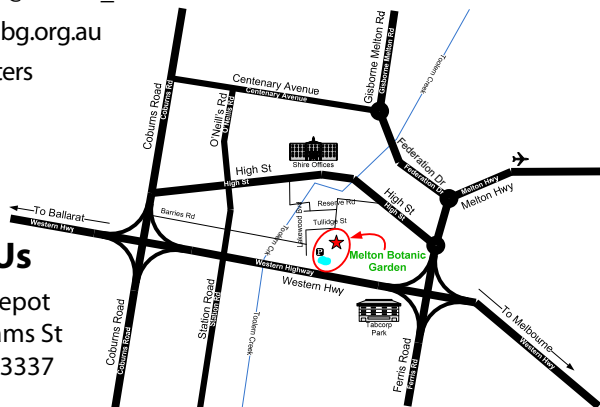 bg.org.au
ters
Us
epot
ms St
3337
Coburns Road
Coburns Rd
Centenary Avenue
Centenary Avenue
O'Neill's Rd
O'Neills Rd
Gisborne Melton Rd
Gisborne Melton Rd
Toolern Creek
Federation Dr
Federation Dr
Shire Offices
High St
High St
High St
High St
Melton Hwy
Melton Hwy
To Ballarat
Western Hwy
Barries Rd
Reserve Rd
Tullidge St
Lakewood Bvd
Toolern Crk
P
Melton Botanic
Garden
Western Highway
Western Hwy
Tabcorp
Park
Station Road
Station Rd
Coburns Road
Coburns Rd
Toolern Creek
Ferris Road
Ferris Rd
To Melbourne
Western Hwy